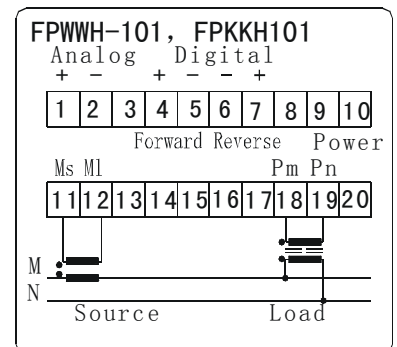 FPWWH-101, FPKKH101
Analog Digital
+ − + − − +
1 2 3 4 5 6 7 8 9 10
Forward Reverse Power
Ms Ml Pm Pn
11 12 13 14 15 16 17 18 19 20
M
N
Source Load